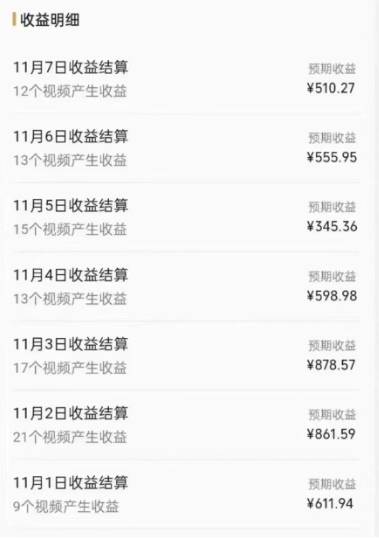 收益明细
11月7日收益结算 预期收益
12个视频产生收益 ¥510.27
11月6日收益结算 预期收益
13个视频产生收益 ¥555.95
11月5日收益结算 预期收益
15个视频产生收益 ¥345.36
11月4日收益结算 预期收益
13个视频产生收益 ¥598.98
11月3日收益结算 预期收益
17个视频产生收益 ¥878.57
11月2日收益结算 预期收益
21个视频产生收益 ¥861.59
11月1日收益结算 预期收益
9个视频产生收益 ¥611.94